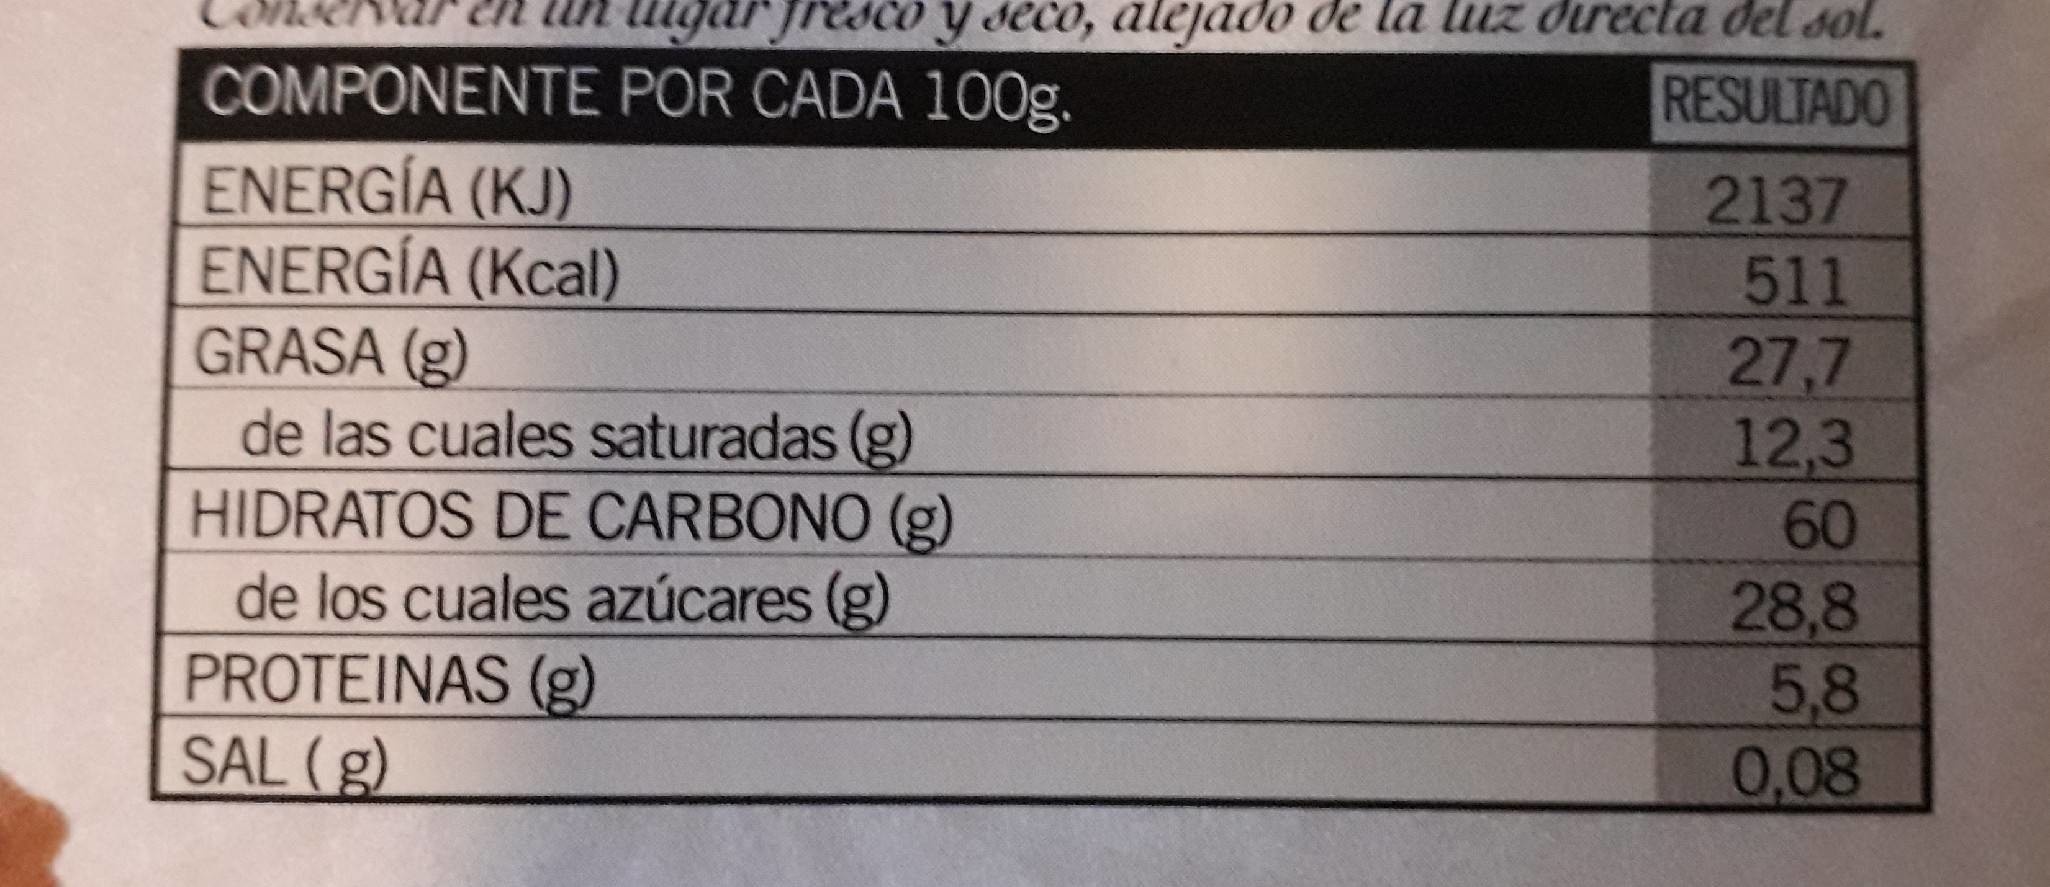 Conservar en un lugar fresco y seco, alejado de la luz directa del sol.
COMPONENTE POR CADA 100g. RESULTADO
ENERGÍA (KJ) 2137
ENERGÍA (Kcal) 511
GRASA (g) 27,7
de las cuales saturadas (g) 12,3
HIDRATOS DE CARBONO (g) 60
de los cuales azúcares (g) 28,8
PROTEINAS (g) 5,8
SAL ( g) 0,08